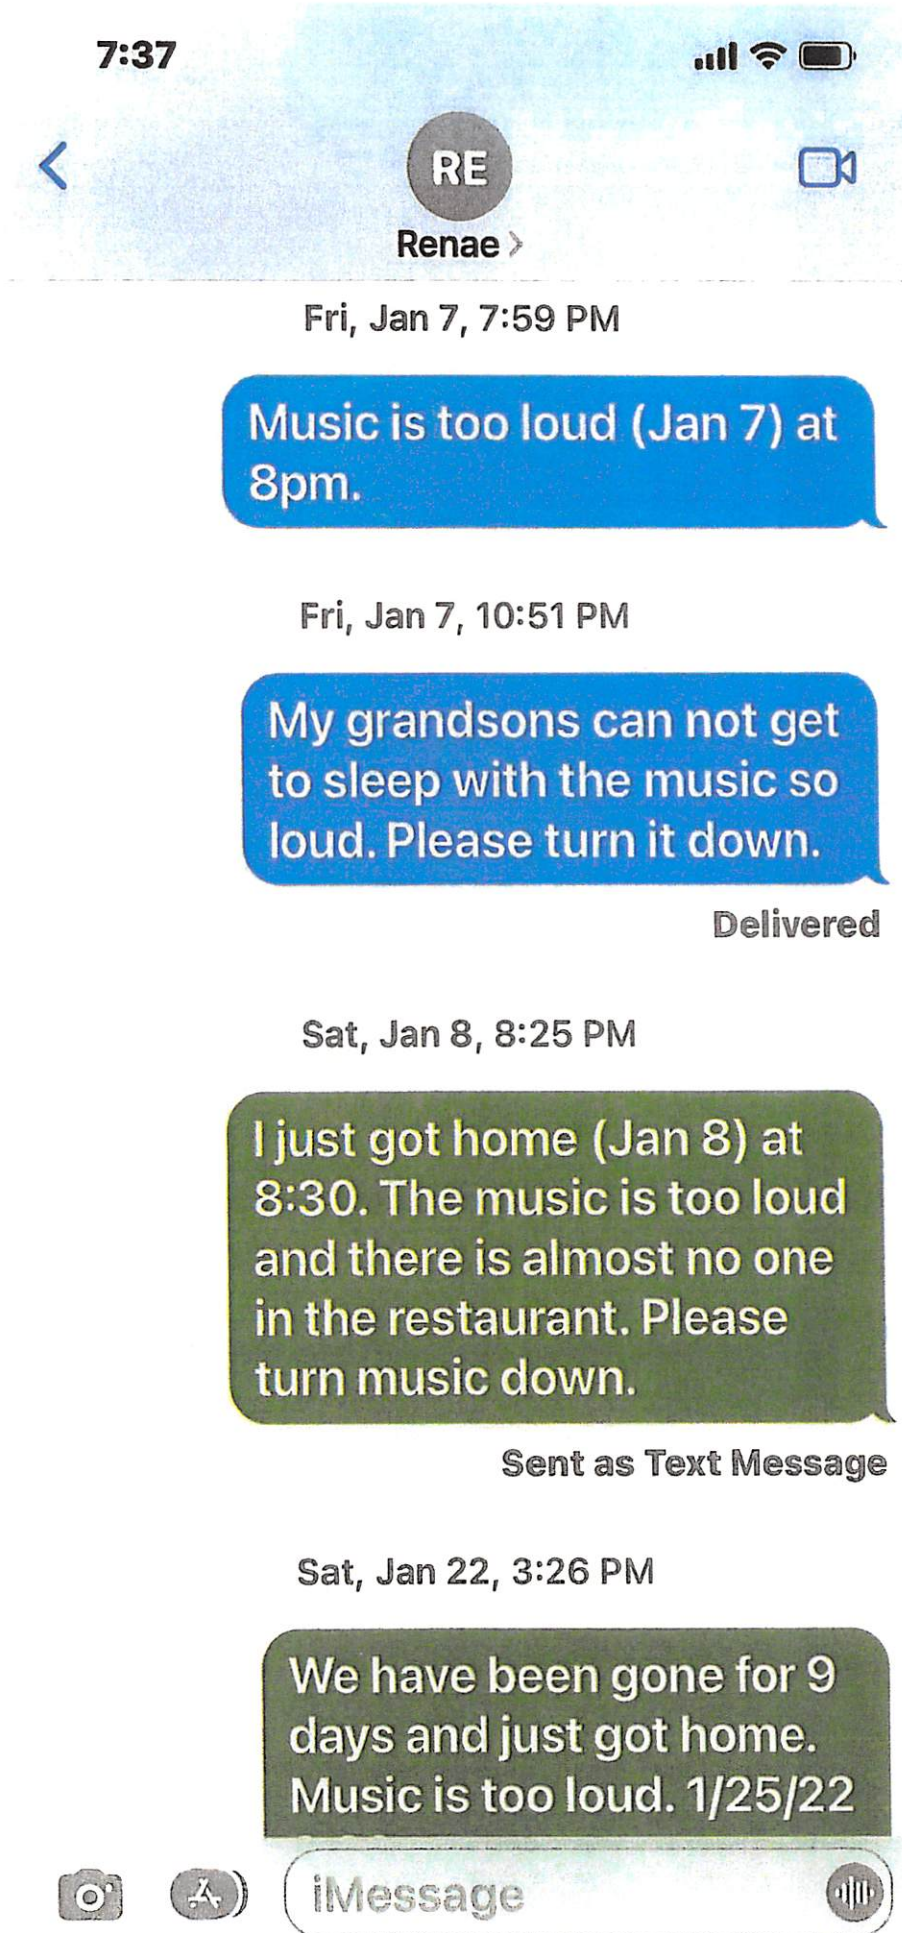 7:37
RE
Renae >
Fri, Jan 7, 7:59 PM
Music is too loud (Jan 7) at
8pm.
Fri, Jan 7, 10:51 PM
My grandsons can not get
to sleep with the music so
loud. Please turn it down.
Delivered
Sat, Jan 8, 8:25 PM
I just got home (Jan 8) at
8:30. The music is too loud
and there is almost no one
in the restaurant. Please
turn music down.
Sent as Text Message
Sat, Jan 22, 3:26 PM
We have been gone for 9
days and just got home.
Music is too loud. 1/25/22
iMessage